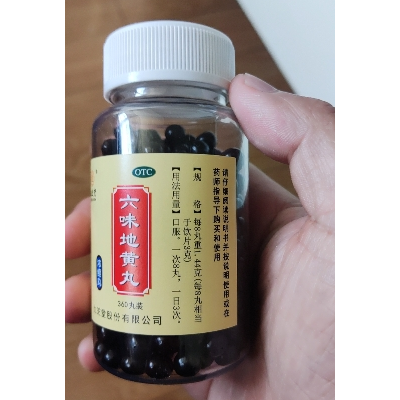 OTC
六味地黄丸
浓缩丸
360丸装
股份有限公司
【规　　格】每8丸重1.44克(每8丸相当
于饮片3克)
【用法用量】口服。一次8丸，一日3次。
请仔细阅读说明书并按说明使用或在
药师指导下购买和使用